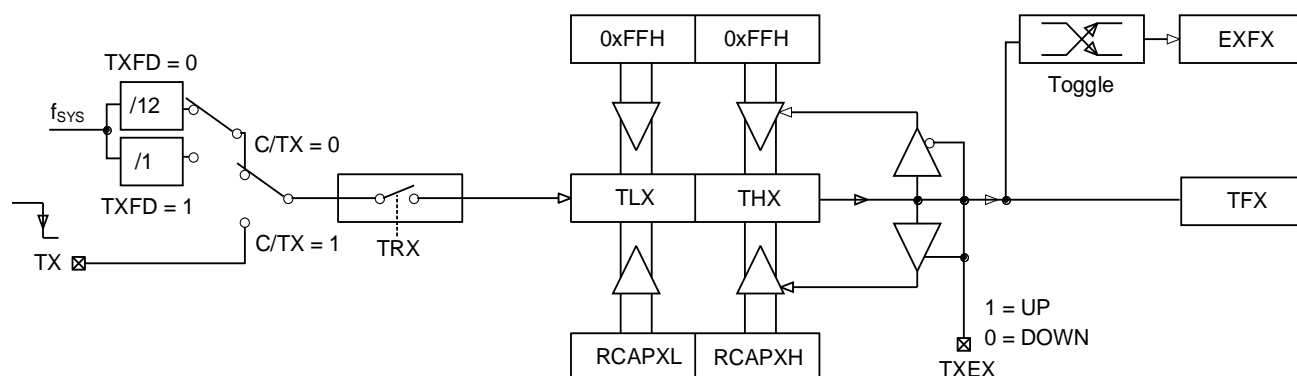 0xFFH
0xFFH
EXFX
Toggle
TXFD = 0
fSYS
/12
C/TX = 0
/1
TXFD = 1
TLX
THX
TFX
C/TX = 1
TRX
TX
1 = UP
0 = DOWN
RCAPXL
RCAPXH
TXEX